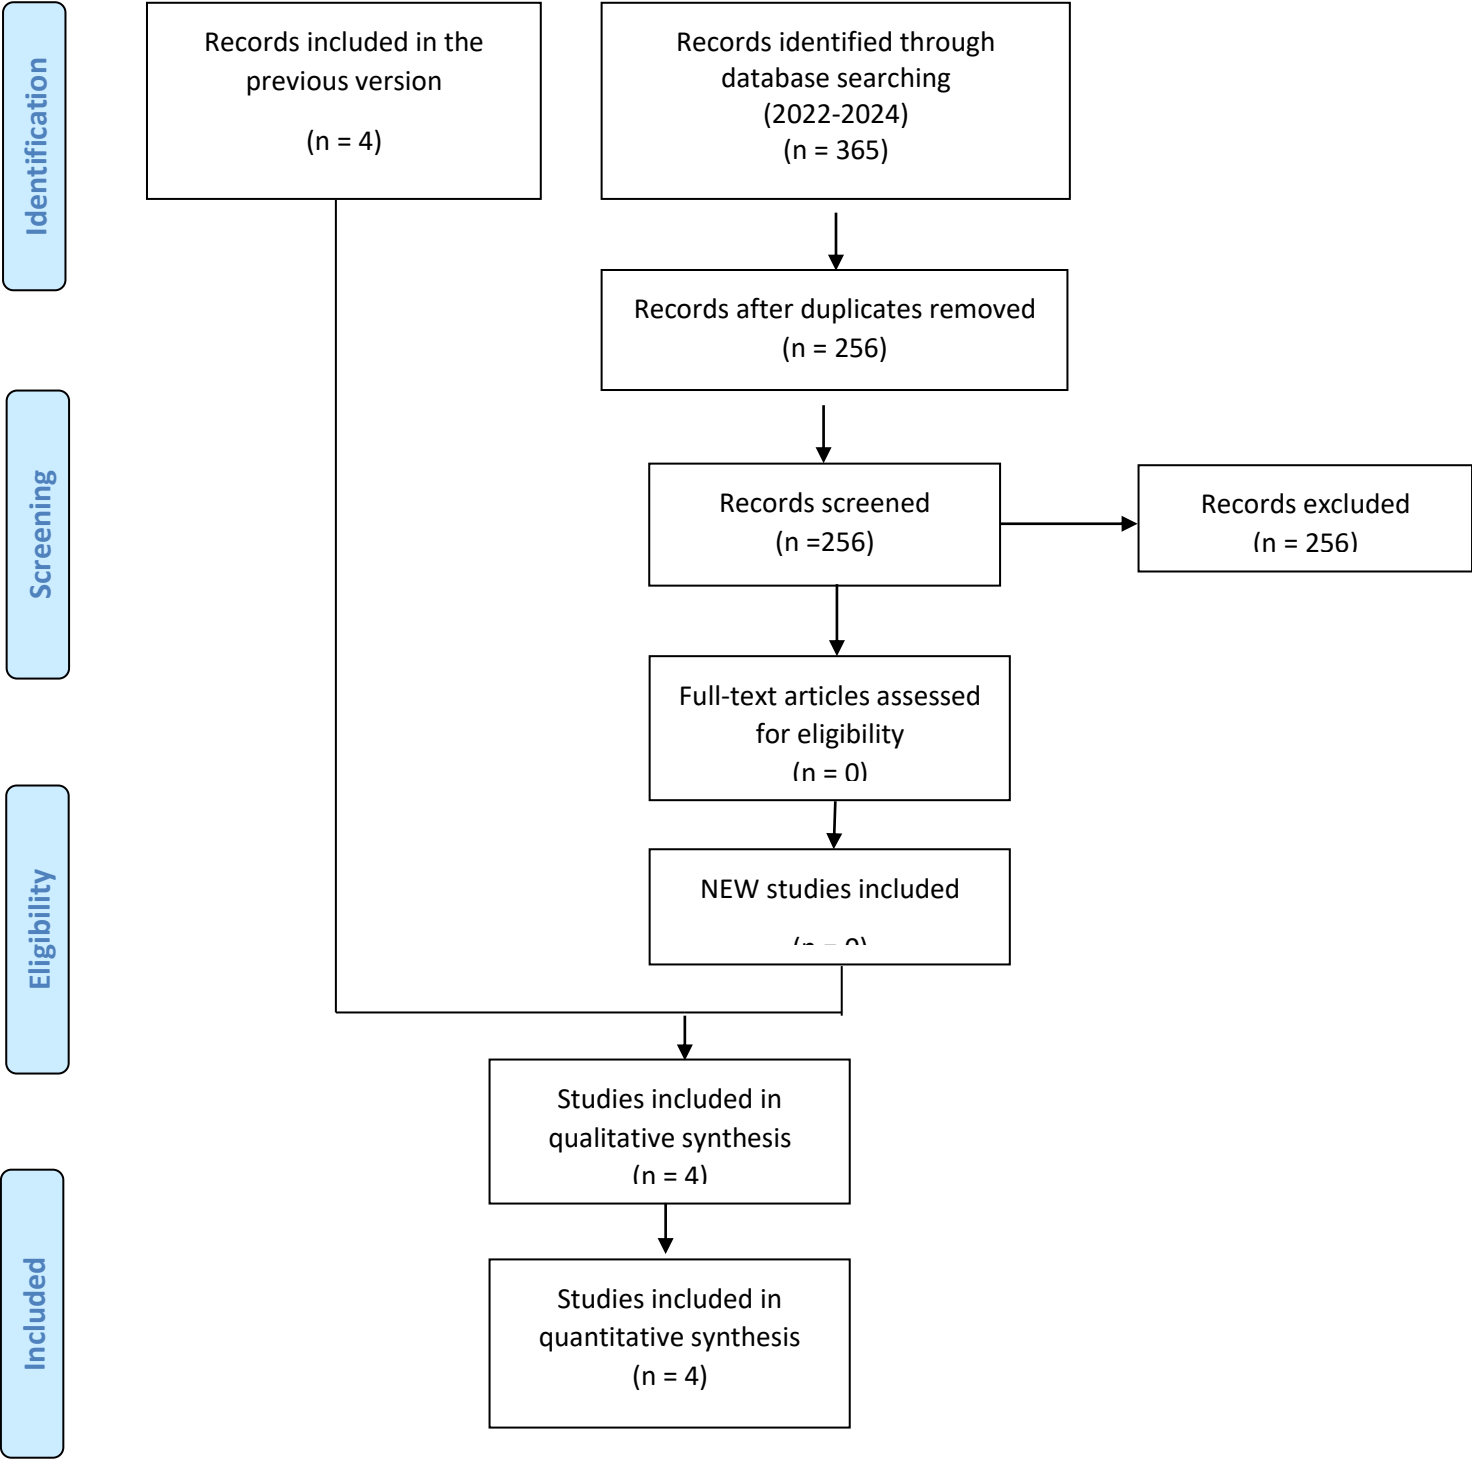 Identification
Records included in the
previous version
(n = 4)
Records identified through
database searching
(2022-2024)
(n = 365)
Records after duplicates removed
(n = 256)
Screening
Records screened
(n =256)
Records excluded
(n = 256)
Full-text articles assessed
for eligibility
(n = 0)
Eligibility
NEW studies included
(n = 0)
Studies included in
qualitative synthesis
(n = 4)
Included
Studies included in
quantitative synthesis
(n = 4)